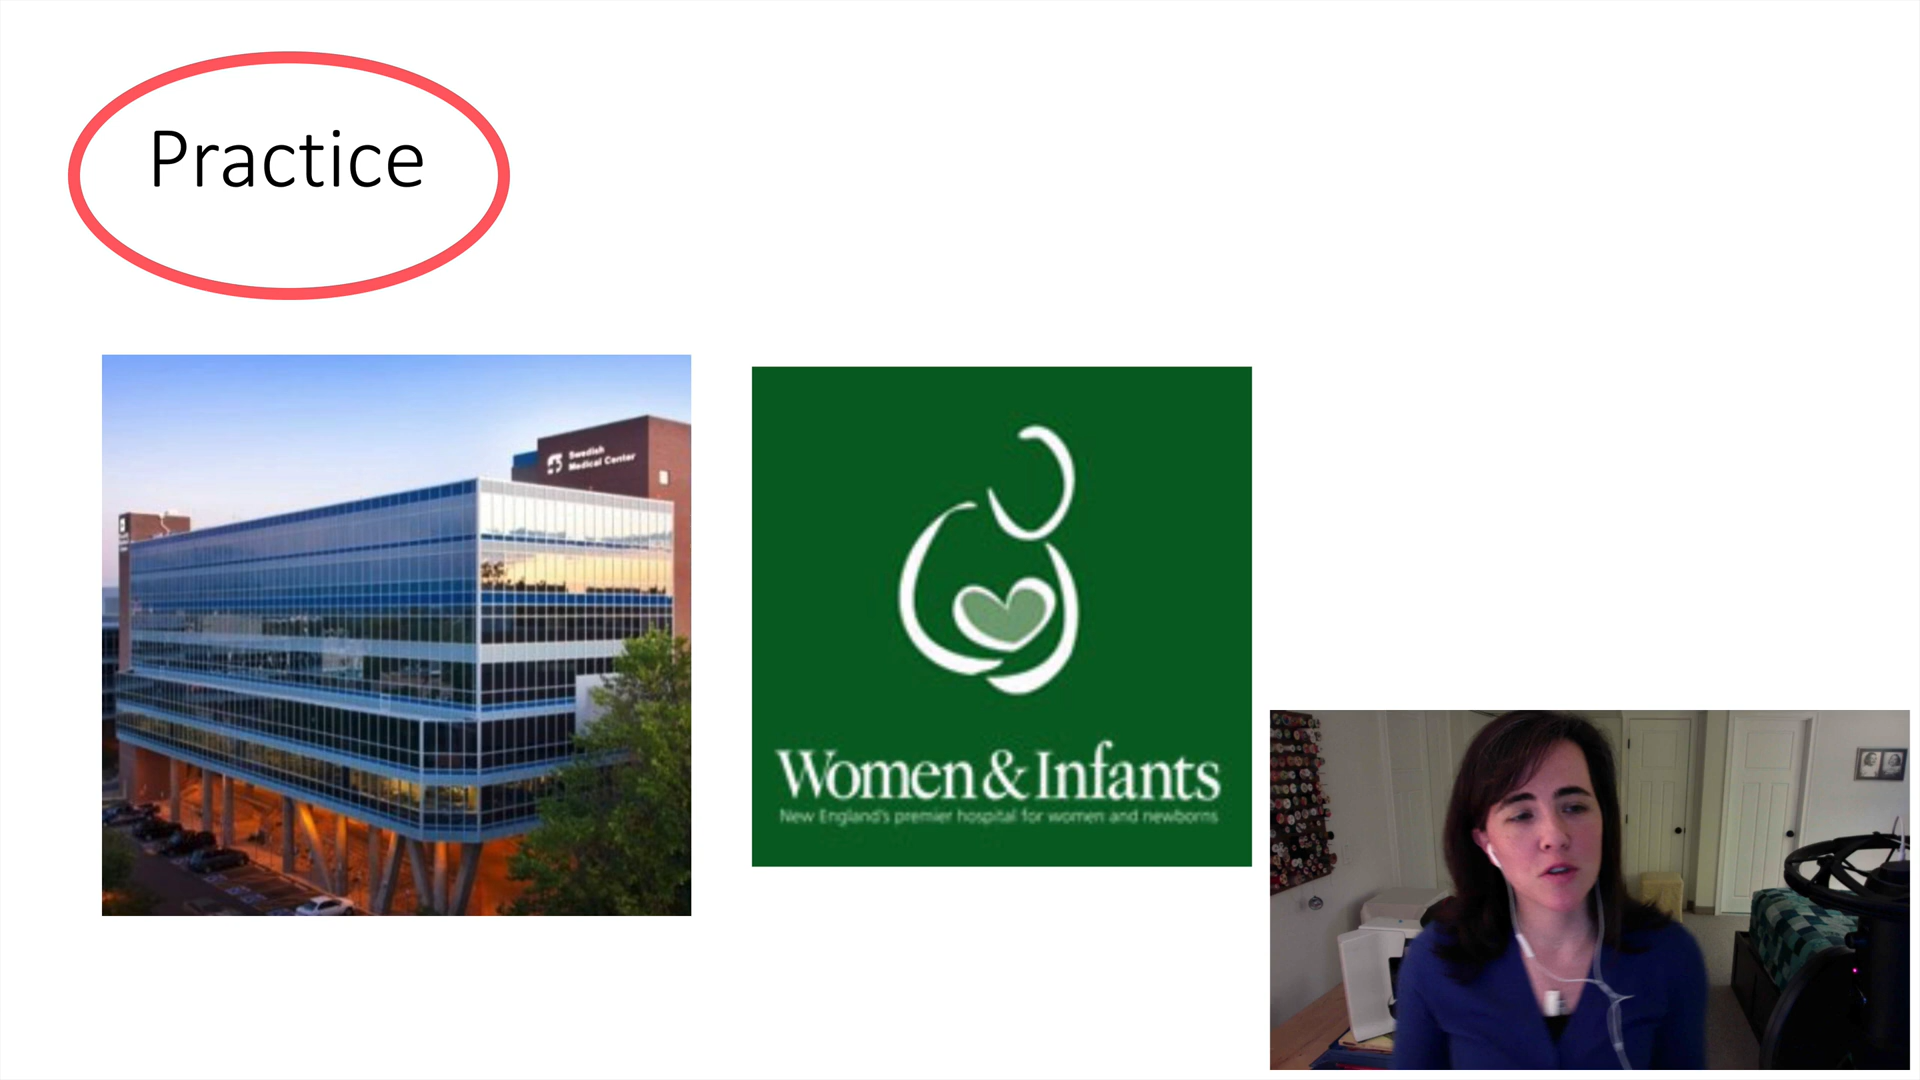 Practice
Swedish
Medical Center
Women & Infants
New England's premier hospital for women and newborns